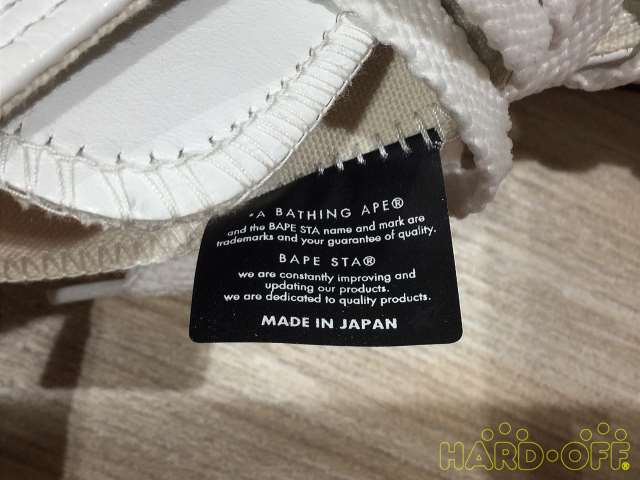 A BATHING APE®
and the BAPE STA name and mark are
trademarks and your guarantee of quality.
BAPE STA®
we are constantly improving and
updating our products.
we are dedicated to quality products.
MADE IN JAPAN
HARD·OFF®